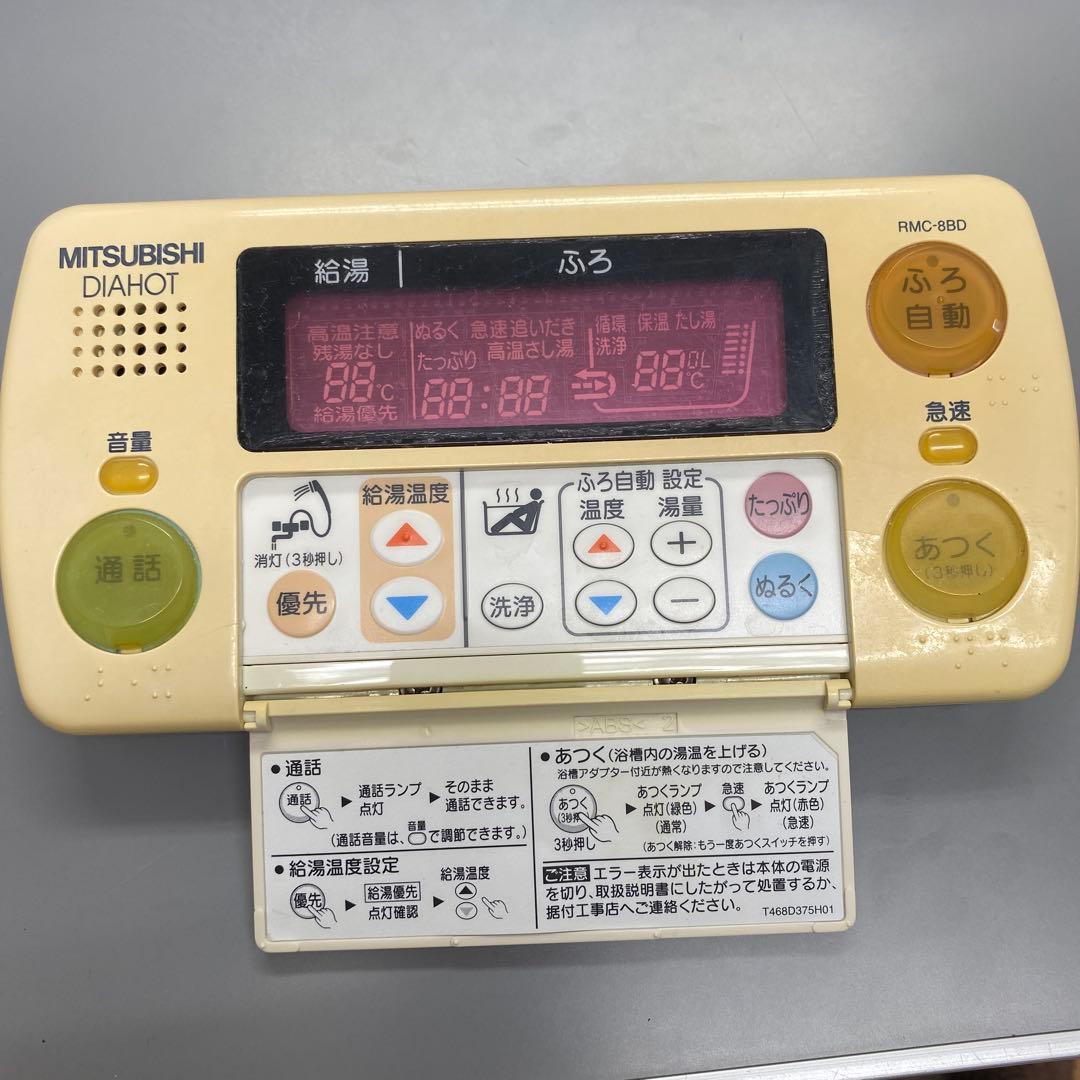 MITSUBISHI
DIAHOT
RMC-8BD
給湯
ふろ
高温注意
残湯なし
88℃
給湯優先
ぬるく 急速 追いだき
たっぷり 高温さし湯
88:88
循環 保温 たし湯
洗浄
88 0L
℃
ふろ
自動
音量
急速
通話
あつく
(3秒押し)
消灯(3秒押し)
優先
給湯温度
洗浄
ふろ自動 設定
温度 湯量
+
−
たっぷり
ぬるく
>ABS< 2
●通話
通話
通話ランプ
点灯
そのまま
通話できます。
(通話音量は、音量で調節できます。)
●給湯温度設定
優先
給湯優先
点灯確認
給湯温度
●あつく(浴槽内の湯温を上げる)
浴槽アダプター付近が熱くなりますので注意してください。
あつく
(3秒押し)
3秒押し
あつくランプ
点灯(緑色)
(通常)
急速
あつくランプ
点灯(赤色)
(急速)
(あつく解除:もう一度あつくスイッチを押す)
ご注意 エラー表示が出たときは本体の電源
を切り、取扱説明書にしたがって処置するか、
据付工事店へご連絡ください。
T468D375H01